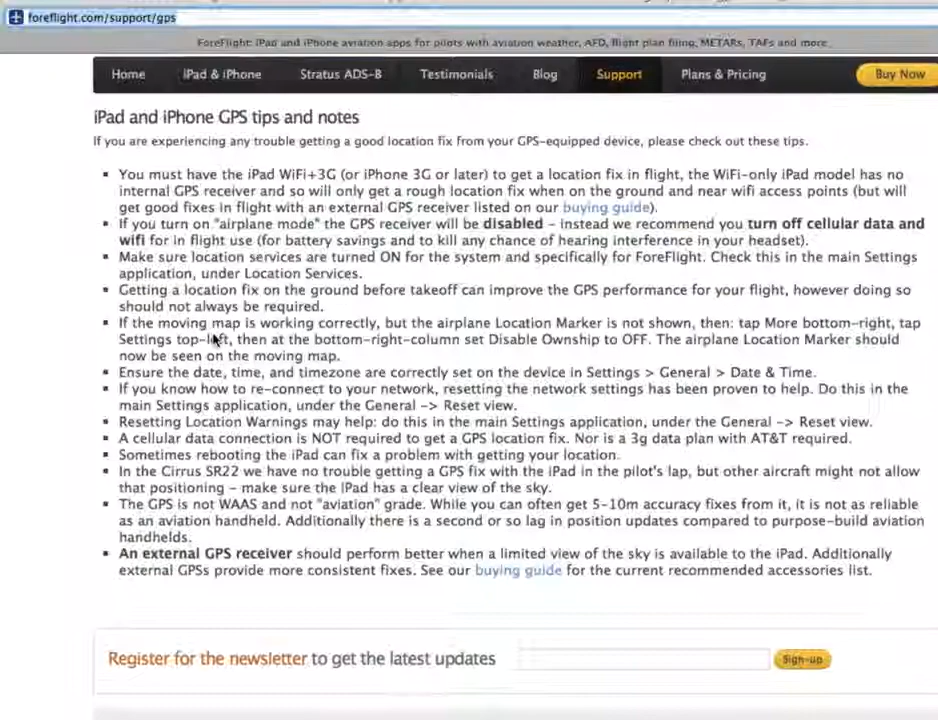 foreflight.com/support/gps
ForeFlight: iPad and iPhone aviation apps for pilots with aviation weather, AFD, flight plan filing, METARs, TAFs and more
Home iPad & iPhone Stratus ADS-B Testimonials Blog Support Plans & Pricing Buy Now
iPad and iPhone GPS tips and notes
If you are experiencing any trouble getting a good location fix from your GPS-equipped device, please check out these tips.
▪ You must have the iPad WiFi+3G (or iPhone 3G or later) to get a location fix in flight, the WiFi-only iPad model has no
internal GPS receiver and so will only get a rough location fix when on the ground and near wifi access points (but will
get good fixes in flight with an external GPS receiver listed on our buying guide).
▪ If you turn on "airplane mode" the GPS receiver will be disabled - instead we recommend you turn off cellular data and
wifi for in flight use (for battery savings and to kill any chance of hearing interference in your headset).
▪ Make sure location services are turned ON for the system and specifically for ForeFlight. Check this in the main Settings
application, under Location Services.
▪ Getting a location fix on the ground before takeoff can improve the GPS performance for your flight, however doing so
should not always be required.
▪ If the moving map is working correctly, but the airplane Location Marker is not shown, then: tap More bottom-right, tap
Settings top-left, then at the bottom-right-column set Disable Ownship to OFF. The airplane Location Marker should
now be seen on the moving map.
▪ Ensure the date, time, and timezone are correctly set on the device in Settings > General > Date & Time.
▪ If you know how to re-connect to your network, resetting the network settings has been proven to help. Do this in the
main Settings application, under the General -> Reset view.
▪ Resetting Location Warnings may help: do this in the main Settings application, under the General -> Reset view.
▪ A cellular data connection is NOT required to get a GPS location fix. Nor is a 3g data plan with AT&T required.
▪ Sometimes rebooting the iPad can fix a problem with getting your location.
▪ In the Cirrus SR22 we have no trouble getting a GPS fix with the iPad in the pilot's lap, but other aircraft might not allow
that positioning - make sure the iPad has a clear view of the sky.
▪ The GPS is not WAAS and not "aviation" grade. While you can often get 5-10m accuracy fixes from it, it is not as reliable
as an aviation handheld. Additionally there is a second or so lag in position updates compared to purpose-build aviation
handhelds.
▪ An external GPS receiver should perform better when a limited view of the sky is available to the iPad. Additionally
external GPSs provide more consistent fixes. See our buying guide for the current recommended accessories list.
Register for the newsletter to get the latest updates Sign-up